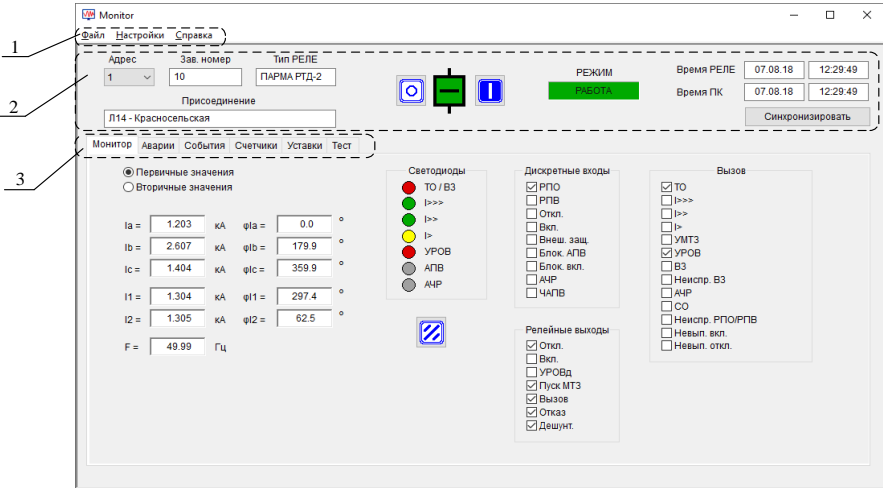 Monitor
1
Файл Настройки Справка
2
Адрес Зав. номер Тип РЕЛЕ
1 10 ПАРМА РТД-2
Присоединение
Л14 - Красносельская
РЕЖИМ
РАБОТА
Время РЕЛЕ 07.08.18 12:29:49
Время ПК 07.08.18 12:29:49
Синхронизировать
3
Монитор Аварии События Счетчики Уставки Тест
Первичные значения
Вторичные значения
Ia = 1.203 кА φIa = 0.0 °
Ib = 2.607 кА φIb = 179.9 °
Ic = 1.404 кА φIc = 359.9 °
I1 = 1.304 кА φI1 = 297.4 °
I2 = 1.305 кА φI2 = 62.5 °
F = 49.99 Гц
Светодиоды
ТО / ВЗ
I>>>
I>>
I>
УРОВ
АПВ
АЧР
Дискретные входы
РПО
РПВ
Откл.
Вкл.
Внеш. защ.
Блок. АПВ
Блок. вкл.
АЧР
ЧАПВ
Релейные выходы
Откл.
Вкл.
УРОВд
Пуск МТЗ
Вызов
Отказ
Дешунт.
Вызов
ТО
I>>>
I>>
I>
УМТЗ
УРОВ
ВЗ
Неиспр. ВЗ
АЧР
СО
Неиспр. РПО/РПВ
Невып. вкл.
Невып. откл.